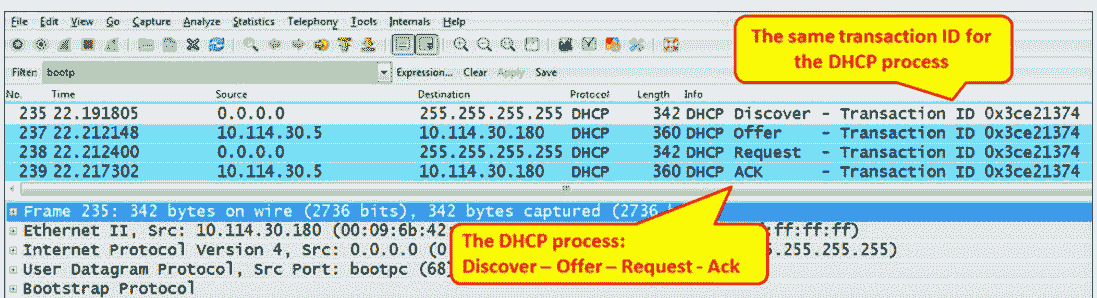 File Edit View Go Capture Analyze Statistics Telephony Tools Internals Help
The same transaction ID for
the DHCP process
Filter: bootp Expression... Clear Apply Save
No. Time Source Destination Protocol Length Info
235 22.191805 0.0.0.0 255.255.255.255 DHCP 342 DHCP Discover - Transaction ID 0x3ce21374
237 22.212148 10.114.30.5 10.114.30.180 DHCP 360 DHCP Offer - Transaction ID 0x3ce21374
238 22.212400 0.0.0.0 255.255.255.255 DHCP 342 DHCP Request - Transaction ID 0x3ce21374
239 22.217302 10.114.30.5 10.114.30.180 DHCP 360 DHCP ACK - Transaction ID 0x3ce21374
Frame 235: 342 bytes on wire (2736 bits), 342 bytes captured (2736
Ethernet II, Src: 10.114.30.180 (00:09:6b:42: ff:ff:ff)
The DHCP process:
Internet Protocol Version 4, Src: 0.0.0.0 (0 5.255.255.255)
Discover – Offer – Request - Ack
User Datagram Protocol, Src Port: bootpc (68)
Bootstrap Protocol